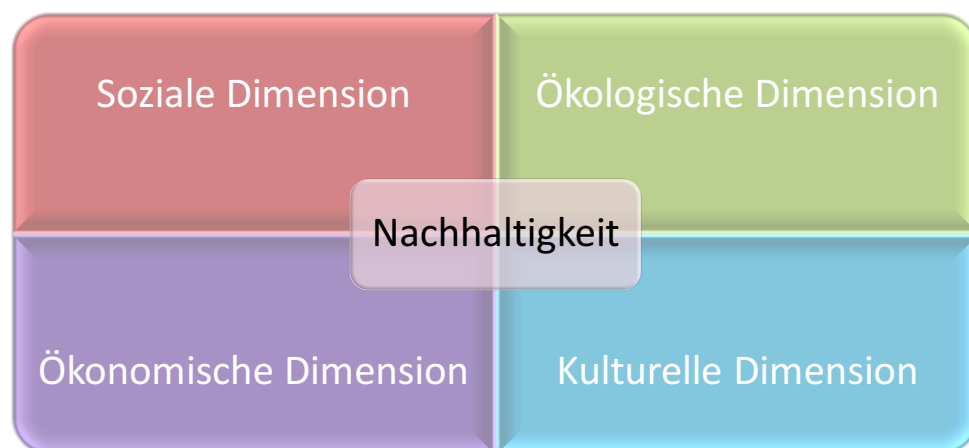 Soziale Dimension
Ökologische Dimension
Nachhaltigkeit
Ökonomische Dimension
Kulturelle Dimension